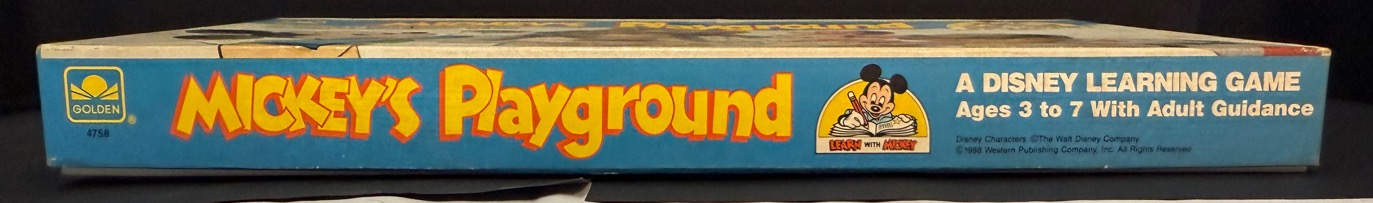 Playground
GOLDEN
®
4758
MICKEY'S Playground
LEARN WITH MICKEY
A DISNEY LEARNING GAME
Ages 3 to 7 With Adult Guidance
Disney Characters ©The Walt Disney Company
©1988 Western Publishing Company, Inc. All Rights Reserved